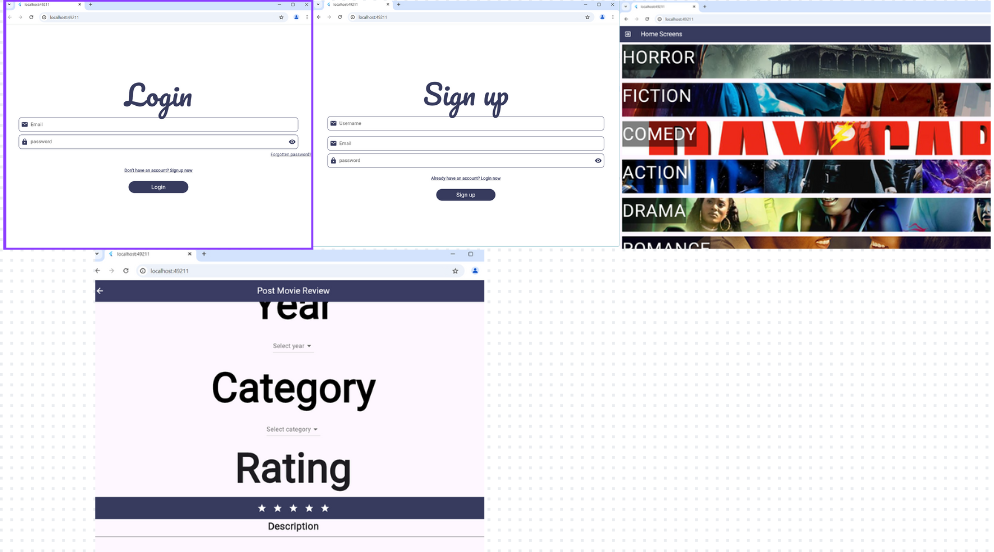 localhost:49211
localhost:49211
Login
Email
password
Forgotten password?
Don't have an account? Signup now
Login
localhost:49211
localhost:49211
Sign up
Username
Email
password
Already have an account? Login now
Sign up
localhost:49211
localhost:49211
Home Screens
HORROR
FICTION
COMEDY
ACTION
DRAMA
ROMANCE
localhost:49211
localhost:49211
Post Movie Review
Year
Select year
Category
Select category
Rating
Description